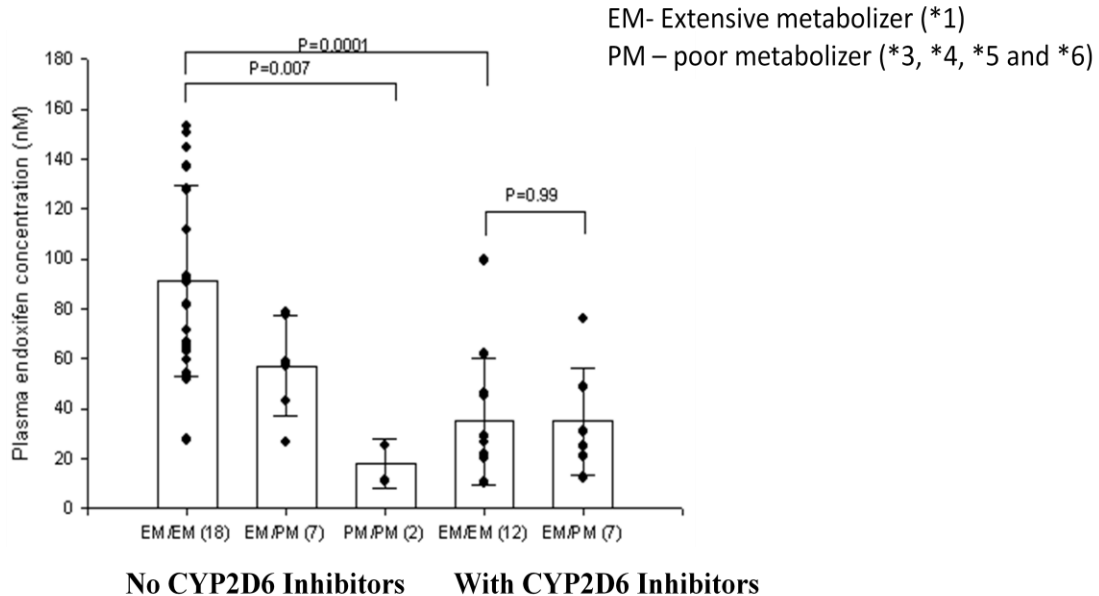 EM- Extensive metabolizer (*1)
PM – poor metabolizer (*3, *4, *5 and *6)
P=0.0001
P=0.007
P=0.99
Plasma endoxifen concentration (nM)
180
160
140
120
100
80
60
40
20
0
EM/EM (18) EM/PM (7) PM/PM (2) EM/EM (12) EM/PM (7)
No CYP2D6 Inhibitors With CYP2D6 Inhibitors